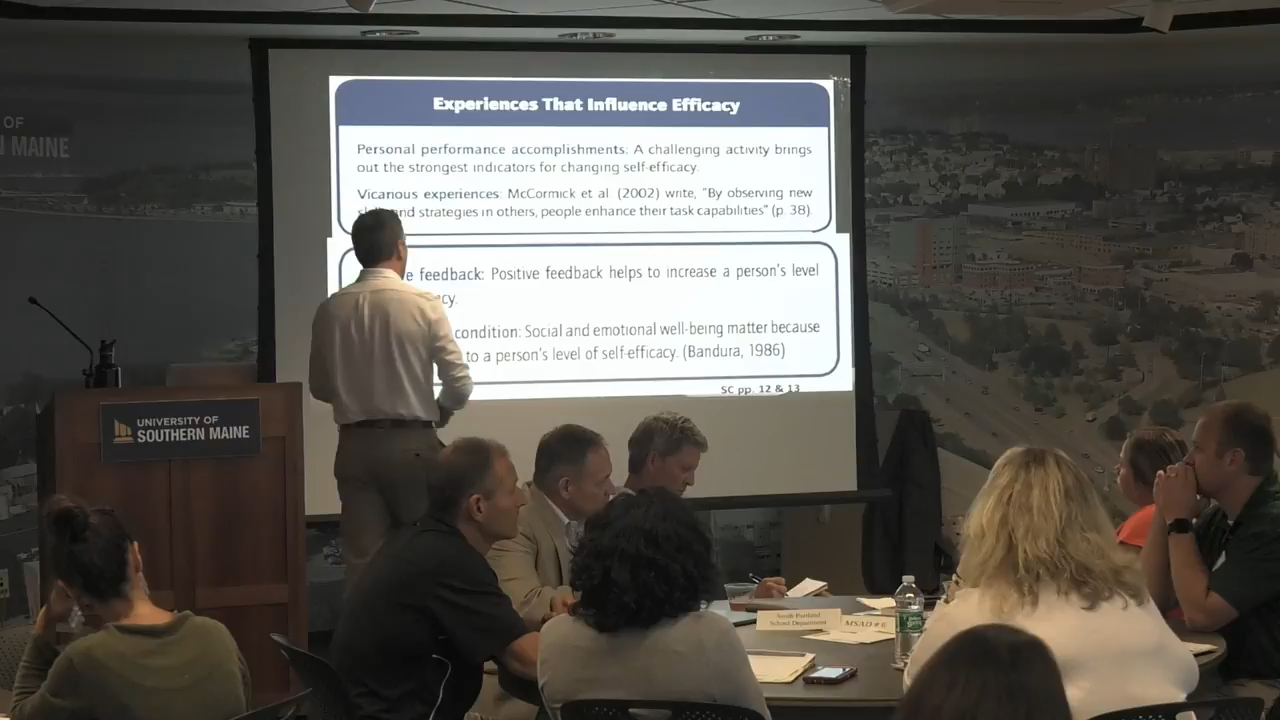 OF
N MAINE
Experiences That Influence Efficacy
Personal performance accomplishments: A challenging activity brings
out the strongest indicators for changing self-efficacy.
Vicarious experiences: McCormick et al. (2002) write, "By observing new
and strategies in others, people enhance their task capabilities" (p. 38).
e feedback: Positive feedback helps to increase a person's level
cy.
condition: Social and emotional well-being matter because
to a person's level of self-efficacy. (Bandura, 1986)
SC pp. 12 & 13
UNIVERSITY OF
SOUTHERN MAINE
South Portland
School Department
MSAD # 6